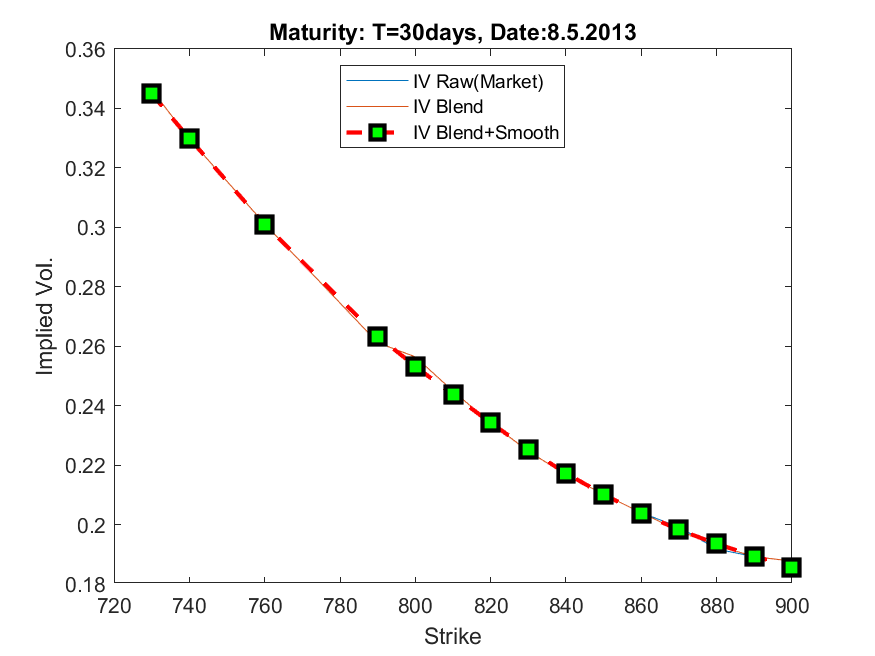 Maturity: T=30days, Date:8.5.2013
IV Raw(Market)
IV Blend
IV Blend+Smooth
Implied Vol.
0.36
0.34
0.32
0.3
0.28
0.26
0.24
0.22
0.2
0.18
720 740 760 780 800 820 840 860 880 900
Strike